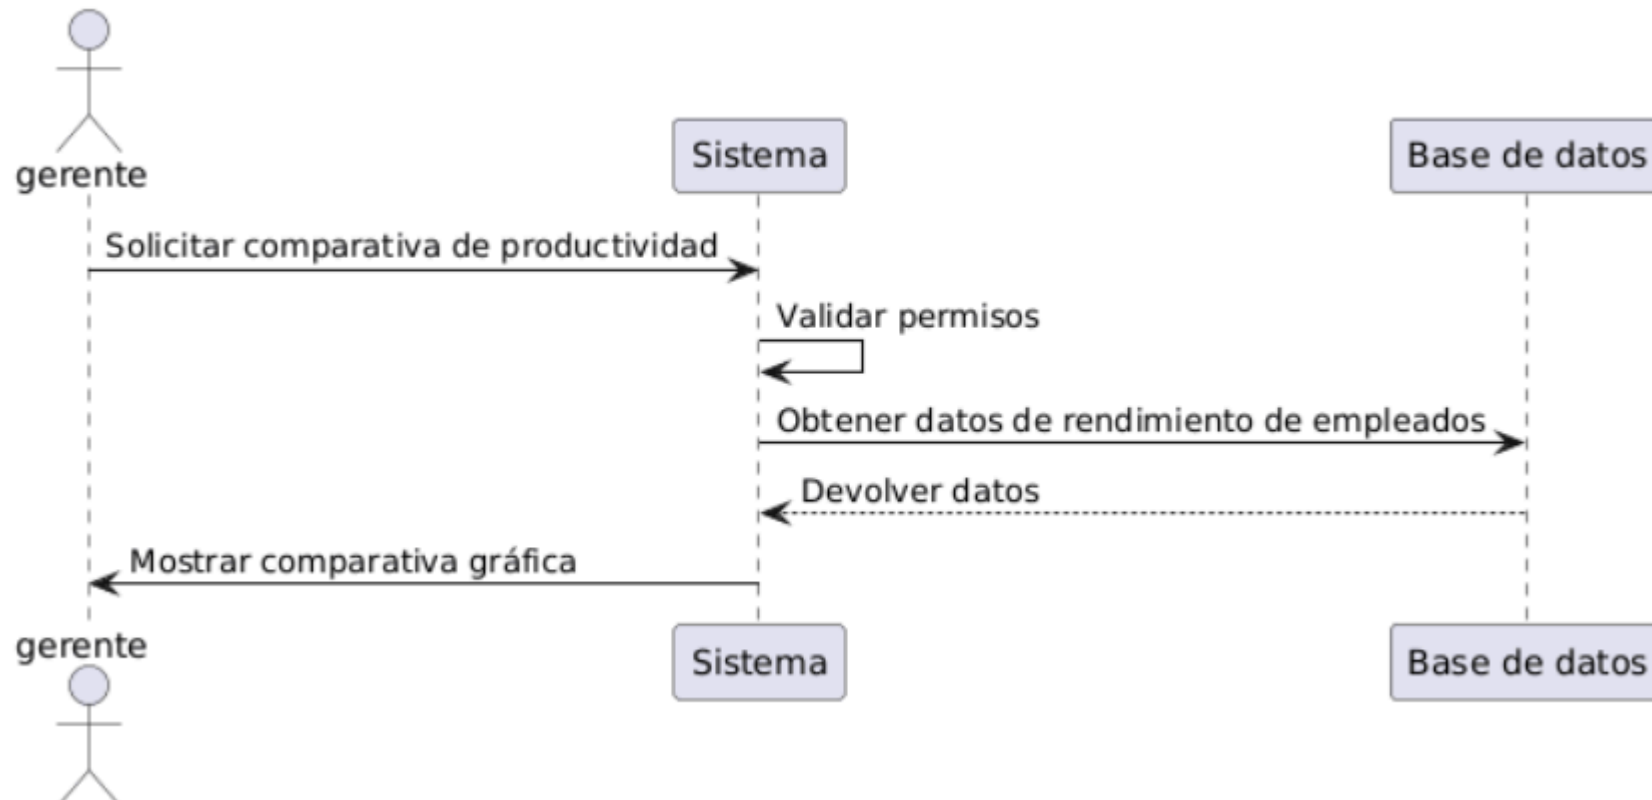 gerente
Sistema
Base de datos
Solicitar comparativa de productividad
Validar permisos
Obtener datos de rendimiento de empleados
Devolver datos
Mostrar comparativa gráfica
gerente
Sistema
Base de datos